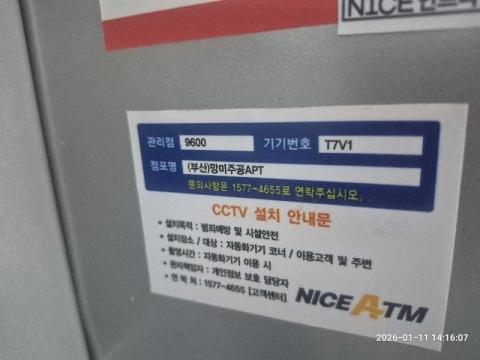 관리점 9600 기기번호 T7V1
점포명 (부산)망미주공APT
문의사항은 1577-4655로 연락주십시오.
CCTV 설치 안내문
• 설치목적 : 범죄예방 및 시설안전
• 설치장소 / 대상 : 자동화기기 코너 / 이용고객 및 주변
• 촬영시간 : 자동화기기 이용 시
• 관리책임자 : 개인정보 보호 담당자
• 연 락 처 : 1577-4655 [고객센터]
NICE ATM
2026-01-11 14:16:07